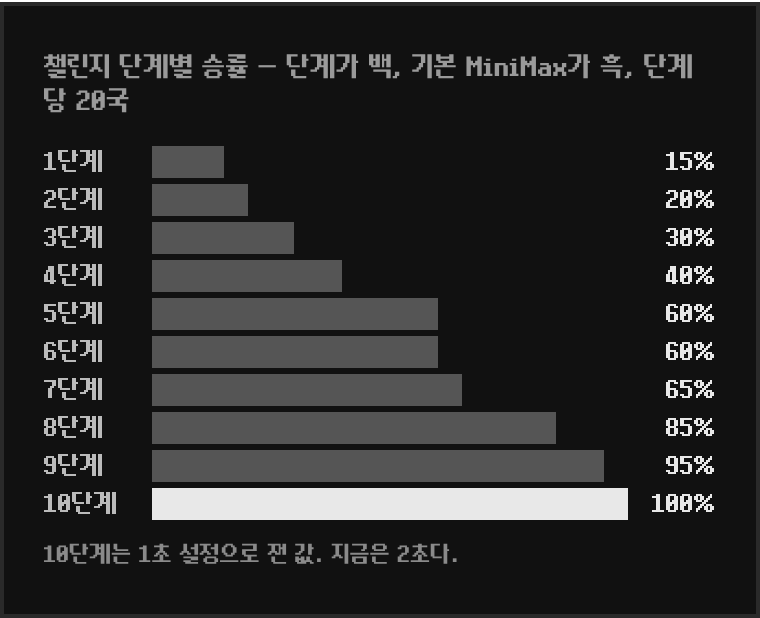 챌린지 단계별 승률 — 단계가 백, 기본 MiniMax가 흑, 단계
당 20국
1단계 15%
2단계 20%
3단계 30%
4단계 40%
5단계 60%
6단계 60%
7단계 65%
8단계 85%
9단계 95%
10단계 100%
10단계는 1초 설정으로 잰 값. 지금은 2초다.